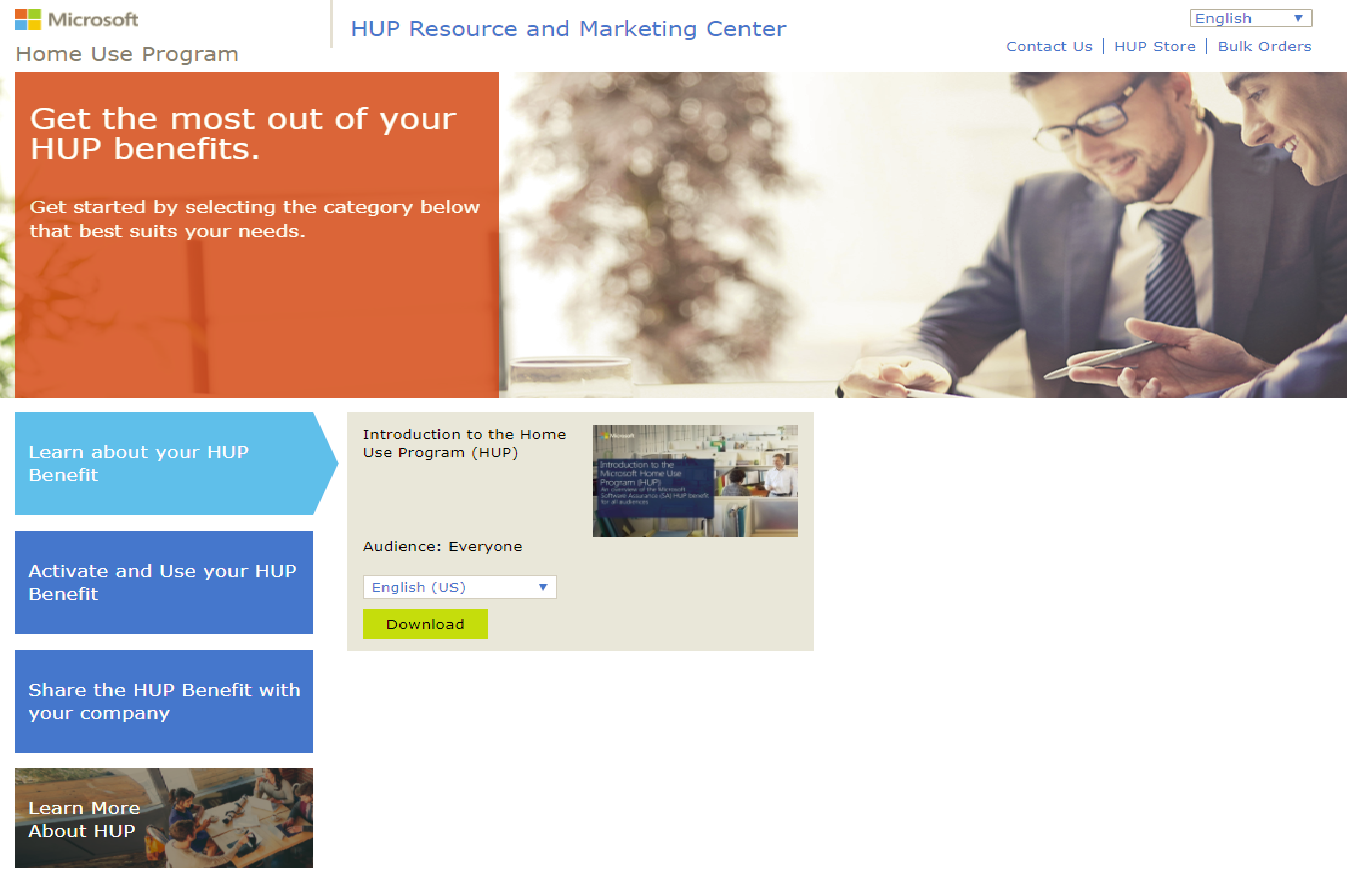 Microsoft
Home Use Program
HUP Resource and Marketing Center
English
Contact Us
HUP Store
Bulk Orders
Get the most out of your
HUP benefits.
Get started by selecting the category below
that best suits your needs.
Learn about your HUP
Benefit
Activate and Use your HUP
Benefit
Share the HUP Benefit with
your company
Learn More
About HUP
Introduction to the Home
Use Program (HUP)
Microsoft
Introduction to the
Microsoft Home Use
Program (HUP)
An overview of the Microsoft
Software Assurance (SA) HUP benefit
for all audiences
Audience: Everyone
English (US)
Download